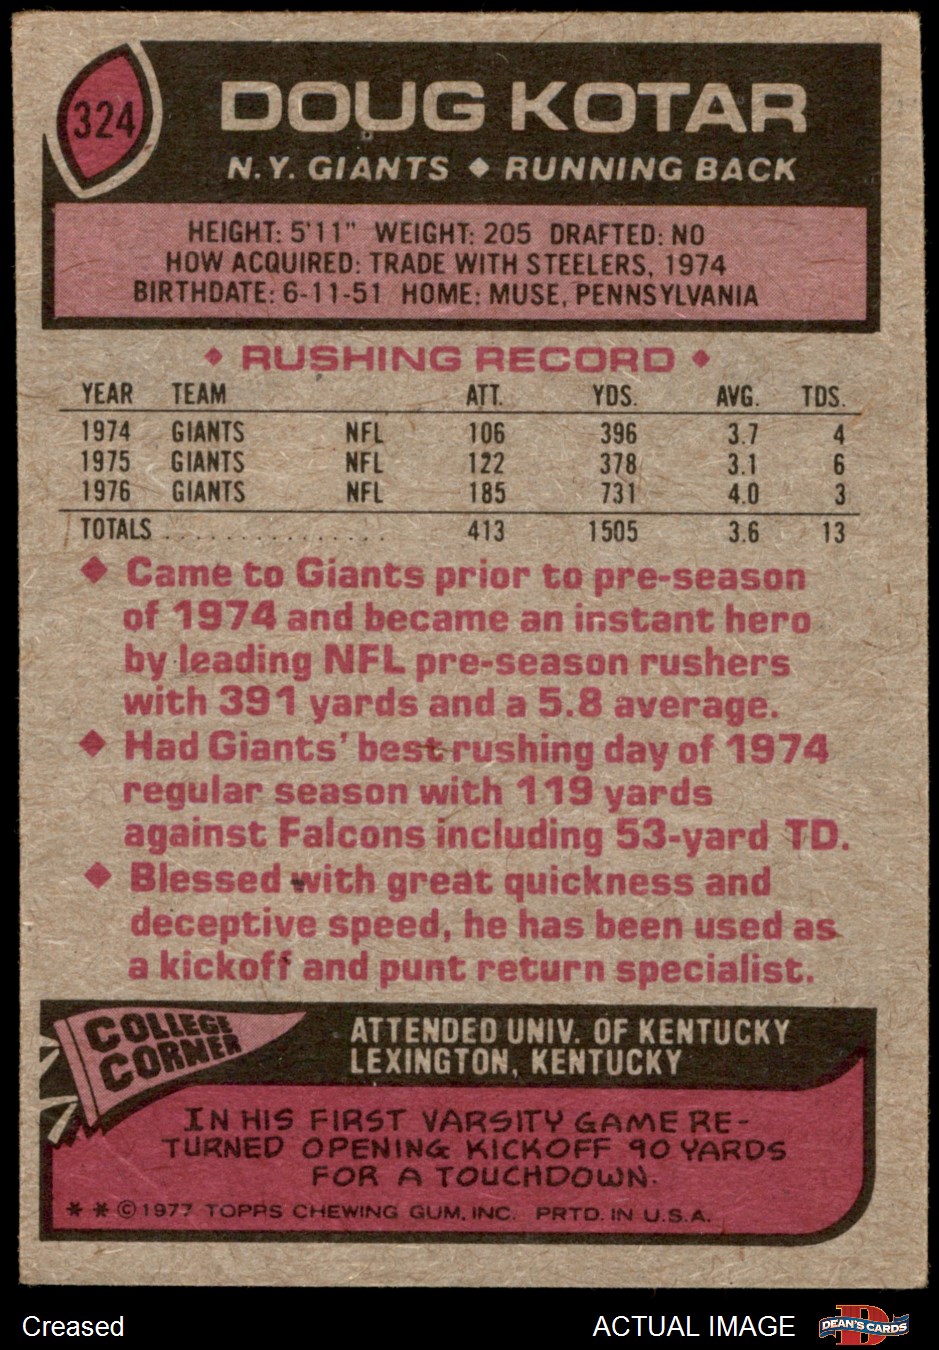 324
DOUG KOTAR
N.Y. GIANTS ◆ RUNNING BACK
HEIGHT: 5'11" WEIGHT: 205 DRAFTED: NO
HOW ACQUIRED: TRADE WITH STEELERS, 1974
BIRTHDATE: 6-11-51 HOME: MUSE, PENNSYLVANIA
◆ RUSHING RECORD ◆
YEAR TEAM ATT. YDS. AVG. TDS.
1974 GIANTS NFL 106 396 3.7 4
1975 GIANTS NFL 122 378 3.1 6
1976 GIANTS NFL 185 731 4.0 3
TOTALS . . . . . . . . . . . . . . . 413 1505 3.6 13
◆ Came to Giants prior to pre-season
of 1974 and became an instant hero
by leading NFL pre-season rushers
with 391 yards and a 5.8 average.
◆ Had Giants' best rushing day of 1974
regular season with 119 yards
against Falcons including 53-yard TD.
◆ Blessed with great quickness and
deceptive speed, he has been used as
a kickoff and punt return specialist.
COLLEGE
CORNER
ATTENDED UNIV. OF KENTUCKY
LEXINGTON, KENTUCKY
IN HIS FIRST VARSITY GAME RE-
TURNED OPENING KICKOFF 90 YARDS
FOR A TOUCHDOWN.
* * © 1977 TOPPS CHEWING GUM, INC. PRTD. IN U.S.A.
Creased
ACTUAL IMAGE
D
DEAN'S CARDS